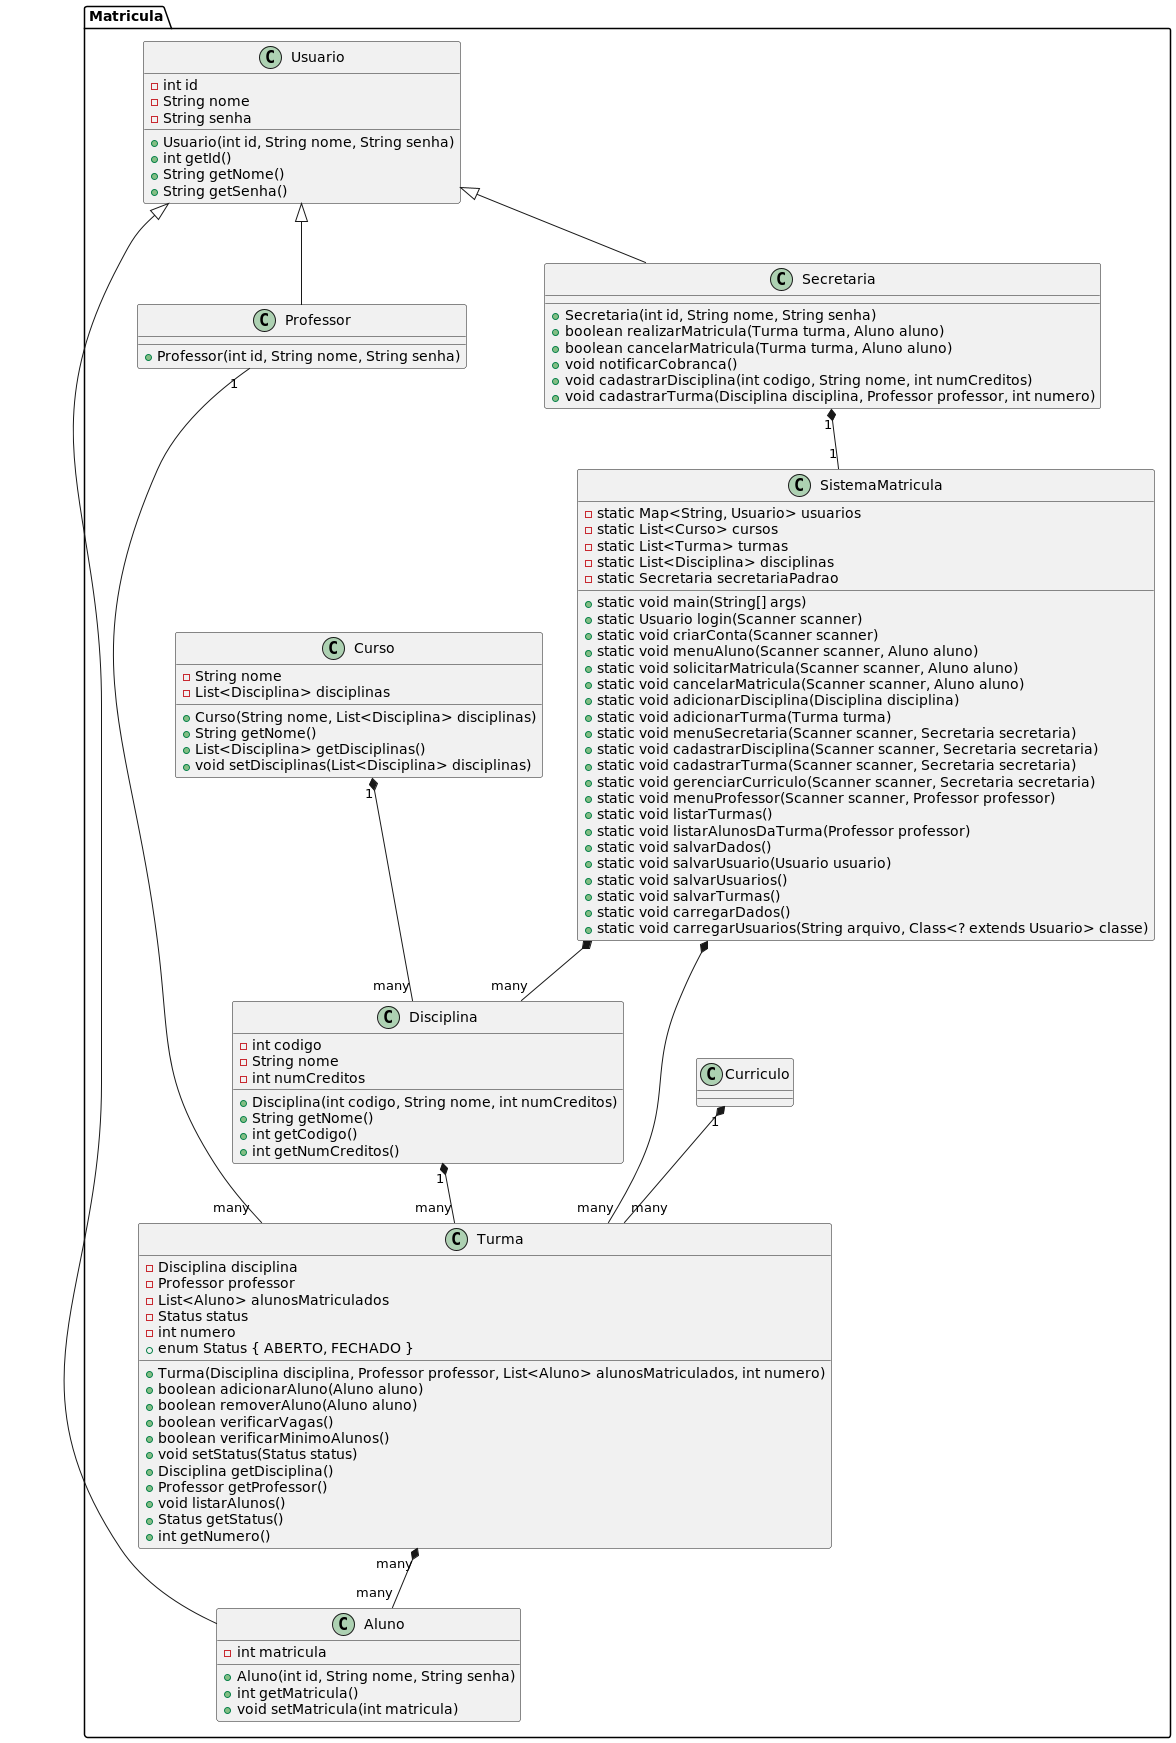 Matricula
C Usuario
int id
String nome
String senha
Usuario(int id, String nome, String senha)
int getId()
String getNome()
String getSenha()
C Professor
Professor(int id, String nome, String senha)
1
C Secretaria
Secretaria(int id, String nome, String senha)
boolean realizarMatricula(Turma turma, Aluno aluno)
boolean cancelarMatricula(Turma turma, Aluno aluno)
void notificarCobranca()
void cadastrarDisciplina(int codigo, String nome, int numCreditos)
void cadastrarTurma(Disciplina disciplina, Professor professor, int numero)
1
1
C SistemaMatricula
static Map<String, Usuario> usuarios
static List<Curso> cursos
static List<Turma> turmas
static List<Disciplina> disciplinas
static Secretaria secretariaPadrao
static void main(String[] args)
static Usuario login(Scanner scanner)
static void criarConta(Scanner scanner)
static void menuAluno(Scanner scanner, Aluno aluno)
static void solicitarMatricula(Scanner scanner, Aluno aluno)
static void cancelarMatricula(Scanner scanner, Aluno aluno)
static void adicionarDisciplina(Disciplina disciplina)
static void adicionarTurma(Turma turma)
static void menuSecretaria(Scanner scanner, Secretaria secretaria)
static void cadastrarDisciplina(Scanner scanner, Secretaria secretaria)
static void cadastrarTurma(Scanner scanner, Secretaria secretaria)
static void gerenciarCurriculo(Scanner scanner, Secretaria secretaria)
static void menuProfessor(Scanner scanner, Professor professor)
static void listarTurmas()
static void listarAlunosDaTurma(Professor professor)
static void salvarDados()
static void salvarUsuario(Usuario usuario)
static void salvarUsuarios()
static void salvarTurmas()
static void carregarDados()
static void carregarUsuarios(String arquivo, Class<? extends Usuario> classe)
C Curso
String nome
List<Disciplina> disciplinas
Curso(String nome, List<Disciplina> disciplinas)
String getNome()
List<Disciplina> getDisciplinas()
void setDisciplinas(List<Disciplina> disciplinas)
1
many
many
C Disciplina
int codigo
String nome
int numCreditos
Disciplina(int codigo, String nome, int numCreditos)
String getNome()
int getCodigo()
int getNumCreditos()
C Curriculo
1
1
many
many
many
many
C Turma
Disciplina disciplina
Professor professor
List<Aluno> alunosMatriculados
Status status
int numero
enum Status { ABERTO, FECHADO }
Turma(Disciplina disciplina, Professor professor, List<Aluno> alunosMatriculados, int numero)
boolean adicionarAluno(Aluno aluno)
boolean removerAluno(Aluno aluno)
boolean verificarVagas()
boolean verificarMinimoAlunos()
void setStatus(Status status)
Disciplina getDisciplina()
Professor getProfessor()
void listarAlunos()
Status getStatus()
int getNumero()
many
many
C Aluno
int matricula
Aluno(int id, String nome, String senha)
int getMatricula()
void setMatricula(int matricula)